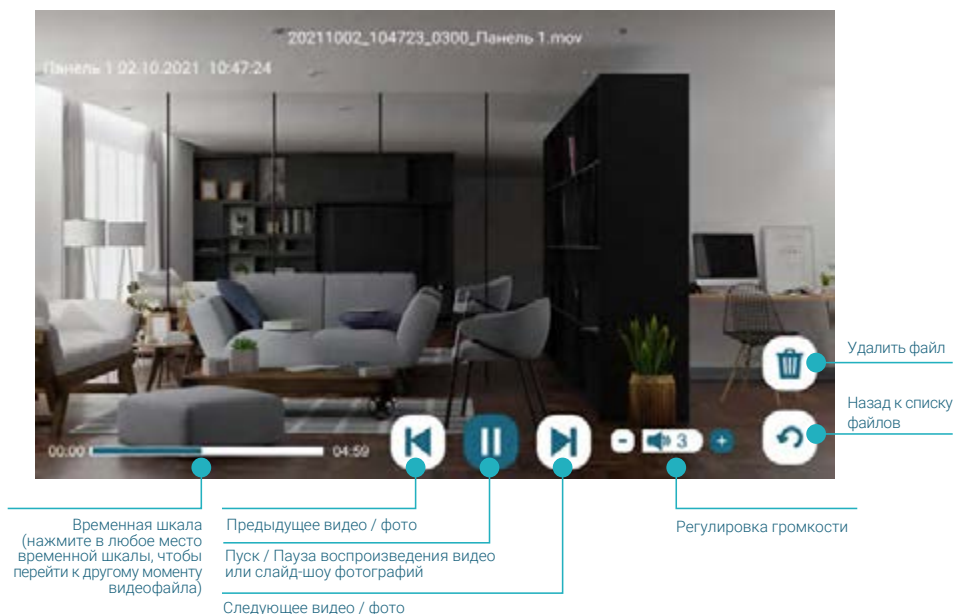 20211002_104723_0300_Панель 1.mov
Панель 1 02.10.2021 10:47:24
Удалить файл
Назад к списку
файлов
00:00
04:59
-
3
+
Временная шкала
(нажмите в любое место
временной шкалы, чтобы
перейти к другому моменту
видеофайла)
Предыдущее видео / фото
Пуск / Пауза воспроизведения видео
или слайд-шоу фотографий
Следующее видео / фото
Регулировка громкости